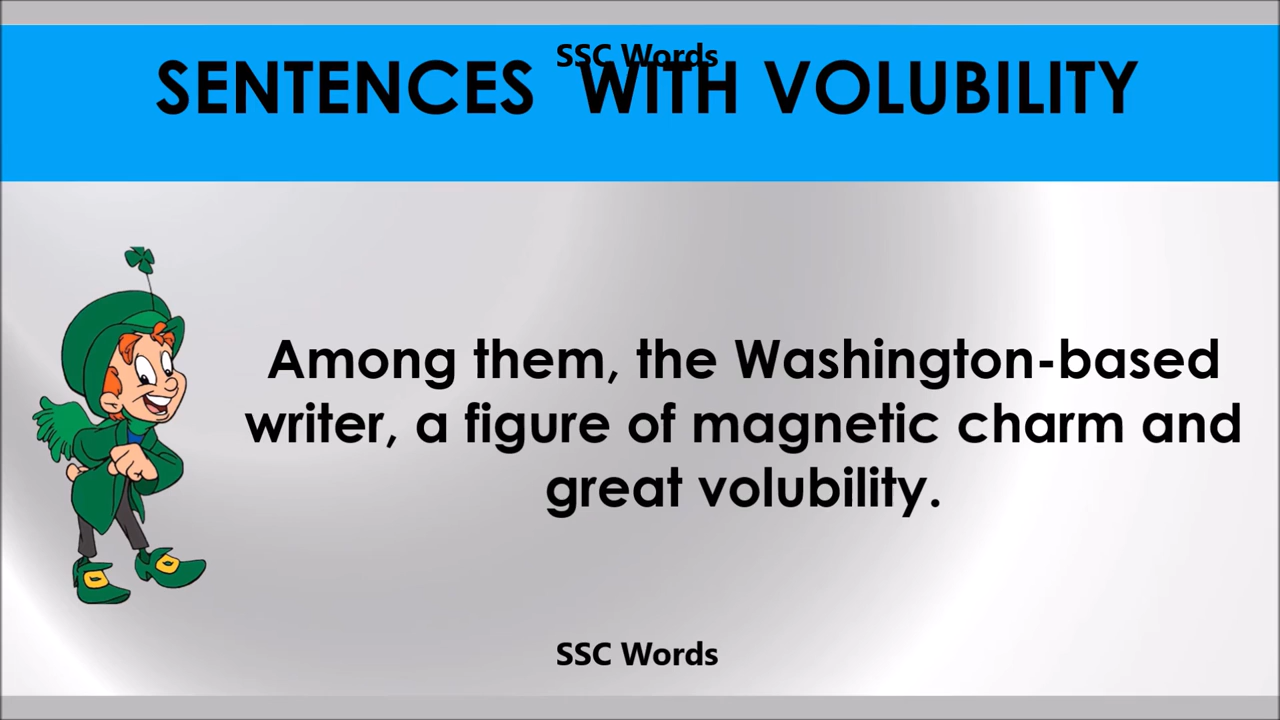 SSC Words
SENTENCES WITH VOLUBILITY
Among them, the Washington-based
writer, a figure of magnetic charm and
great volubility.
SSC Words